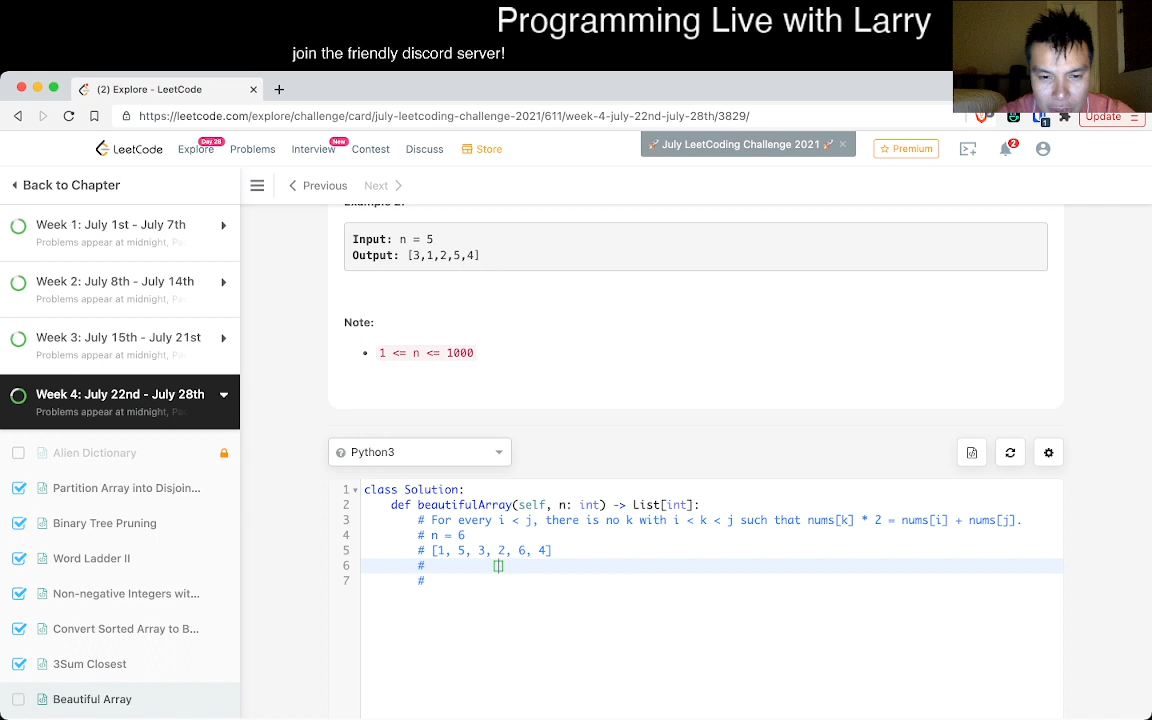 Programming Live with Larry
join the friendly discord server!
(2) Explore - LeetCode
https://leetcode.com/explore/challenge/card/july-leetcoding-challenge-2021/611/week-4-july-22nd-july-28th/3829/
Update
LeetCode
Explore
Day 28
Problems
Interview
New
Contest
Discuss
Store
July LeetCoding Challenge 2021
Premium
2
Back to Chapter
Previous
Next
Week 1: July 1st - July 7th
Problems appear at midnight,
Week 2: July 8th - July 14th
Problems appear at midnight,
Week 3: July 15th - July 21st
Problems appear at midnight,
Week 4: July 22nd - July 28th
Problems appear at midnight,
Alien Dictionary
Partition Array into Disjoin...
Binary Tree Pruning
Word Ladder II
Non-negative Integers wit...
Convert Sorted Array to B...
3Sum Closest
Beautiful Array
Input: n = 5
Output: [3,1,2,5,4]
Note:
1 <= n <= 1000
Python3
1 class Solution:
2 def beautifulArray(self, n: int) -> List[int]:
3 # For every i < j, there is no k with i < k < j such that nums[k] * 2 = nums[i] + nums[j].
4 # n = 6
5 # [1, 5, 3, 2, 6, 4]
6 # []
7 #